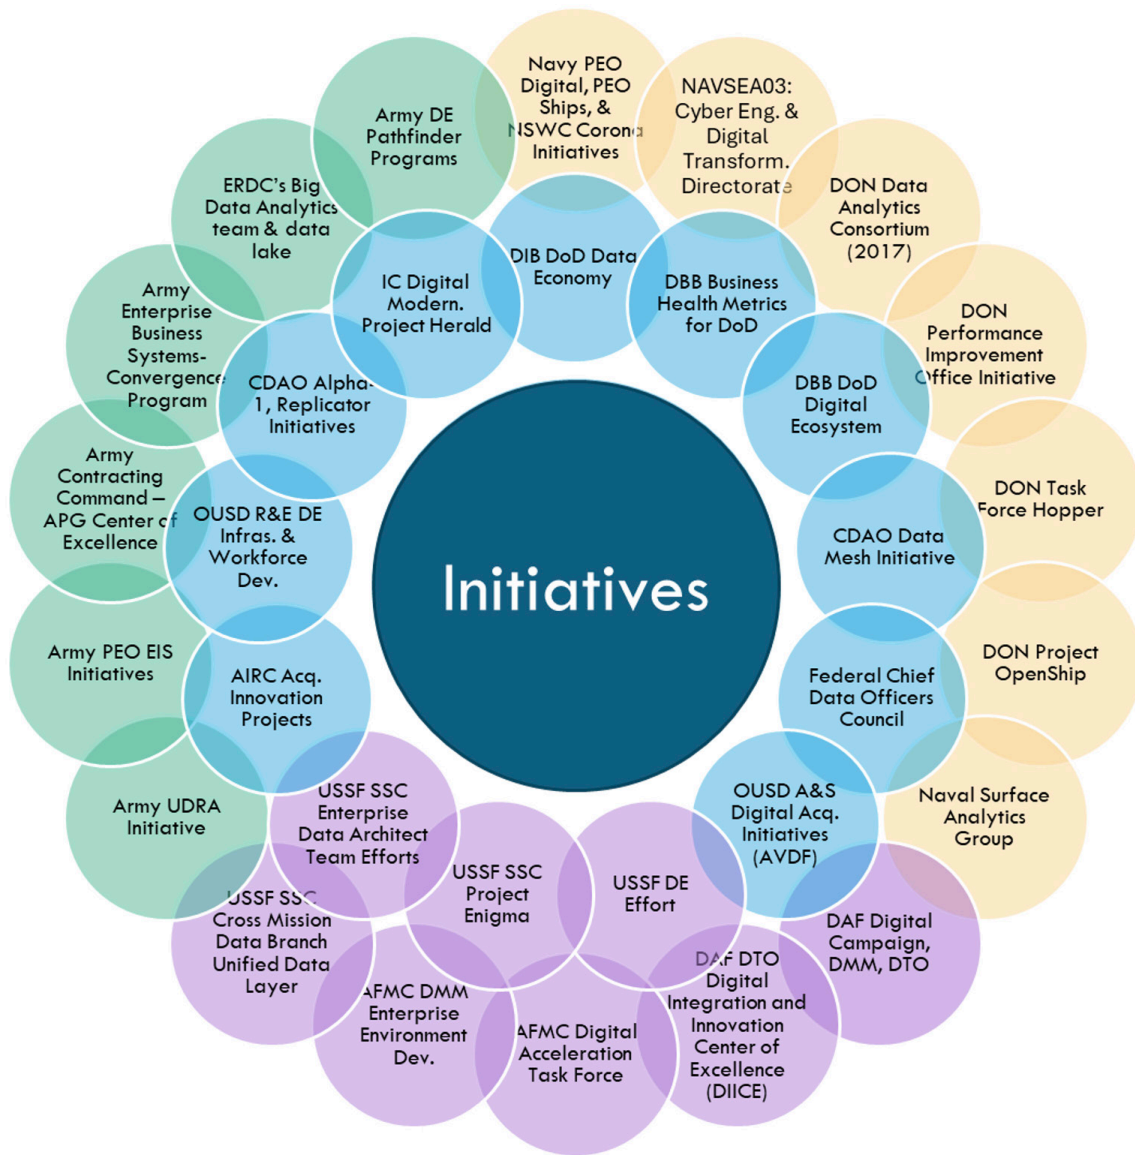 Navy PEO
Digital, PEO
Ships, &
NSWC Corona
Initiatives
NAVSEA03:
Cyber Eng. &
Digital
Transform.
Directorate
DON Data
Analytics
Consortium
(2017)
DON
Performance
Improvement
Office Initiative
DON Task
Force Hopper
DON Project
OpenShip
Naval Surface
Analytics
Group
DAF Digital
Campaign,
DMM, DTO
DAF DTO
Digital
Integration and
Innovation
Center of
Excellence
(DIICE)
AFMC Digital
Acceleration
Task Force
AFMC DMM
Enterprise
Environment
Dev.
USSF SSC
Cross Mission
Data Branch
Unified Data
Layer
Army UDRA
Initiative
Army PEO EIS
Initiatives
Army
Contracting
Command –
APG Center of
Excellence
Army
Enterprise
Business
Systems-
Convergence
Program
ERDC's Big
Data Analytics
team & data
lake
Army DE
Pathfinder
Programs
DIB DoD Data
Economy
DBB Business
Health Metrics
for DoD
DBB DoD
Digital
Ecosystem
CDAO Data
Mesh Initiative
Federal Chief
Data Officers
Council
OUSD A&S
Digital Acq.
Initiatives
(AVDF)
USSF DE
Effort
USSF SSC
Project
Enigma
USSF SSC
Enterprise
Data Architect
Team Efforts
AIRC Acq.
Innovation
Projects
OUSD R&E DE
Infras. &
Workforce
Dev.
CDAO Alpha-
1, Replicator
Initiatives
IC Digital
Modern.
Project Herald
Initiatives